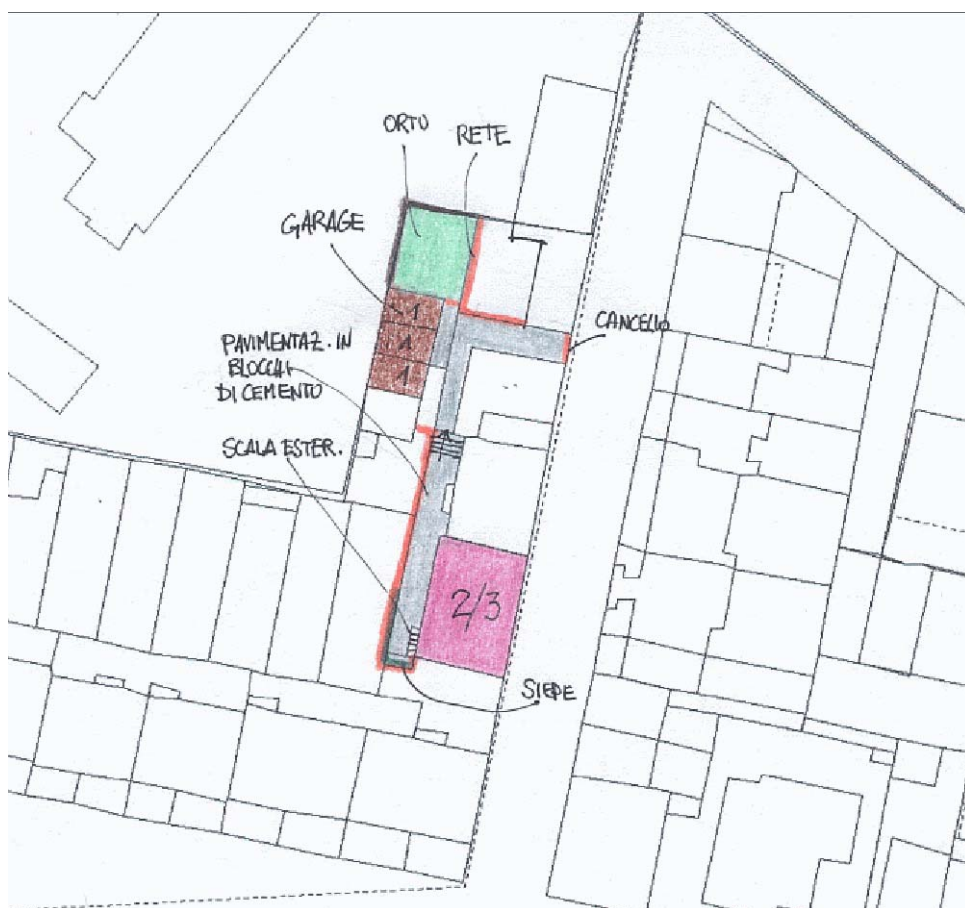 ORTO
RETE
GARAGE
1
CANCELLO
PAVIMENTAZ. IN
BLOCCHI
DI CEMENTO
1
1
SCALA ESTER.
2/3
SIEPE